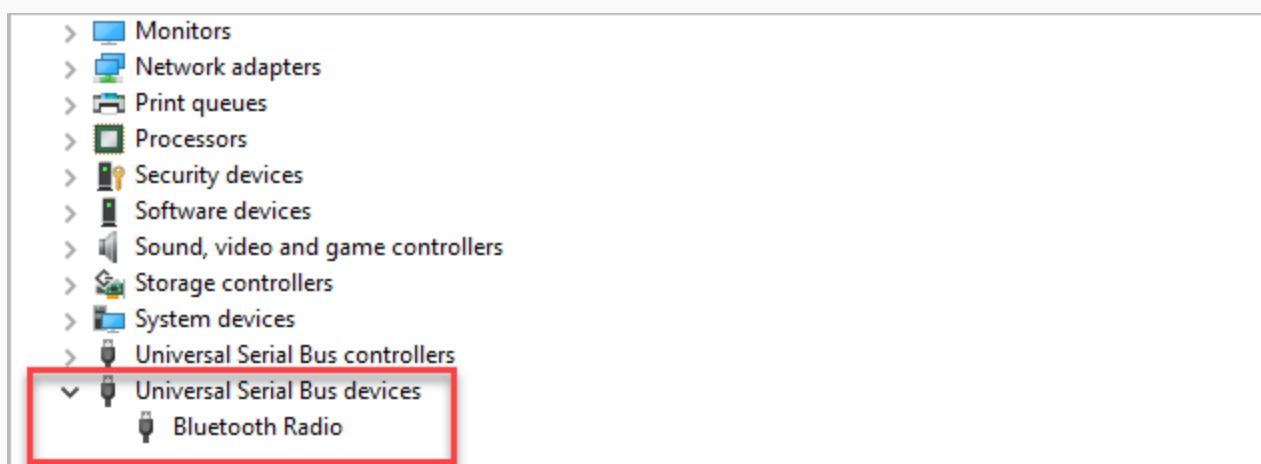 Monitors
Network adapters
Print queues
Processors
Security devices
Software devices
Sound, video and game controllers
Storage controllers
System devices
Universal Serial Bus controllers
Universal Serial Bus devices
Bluetooth Radio